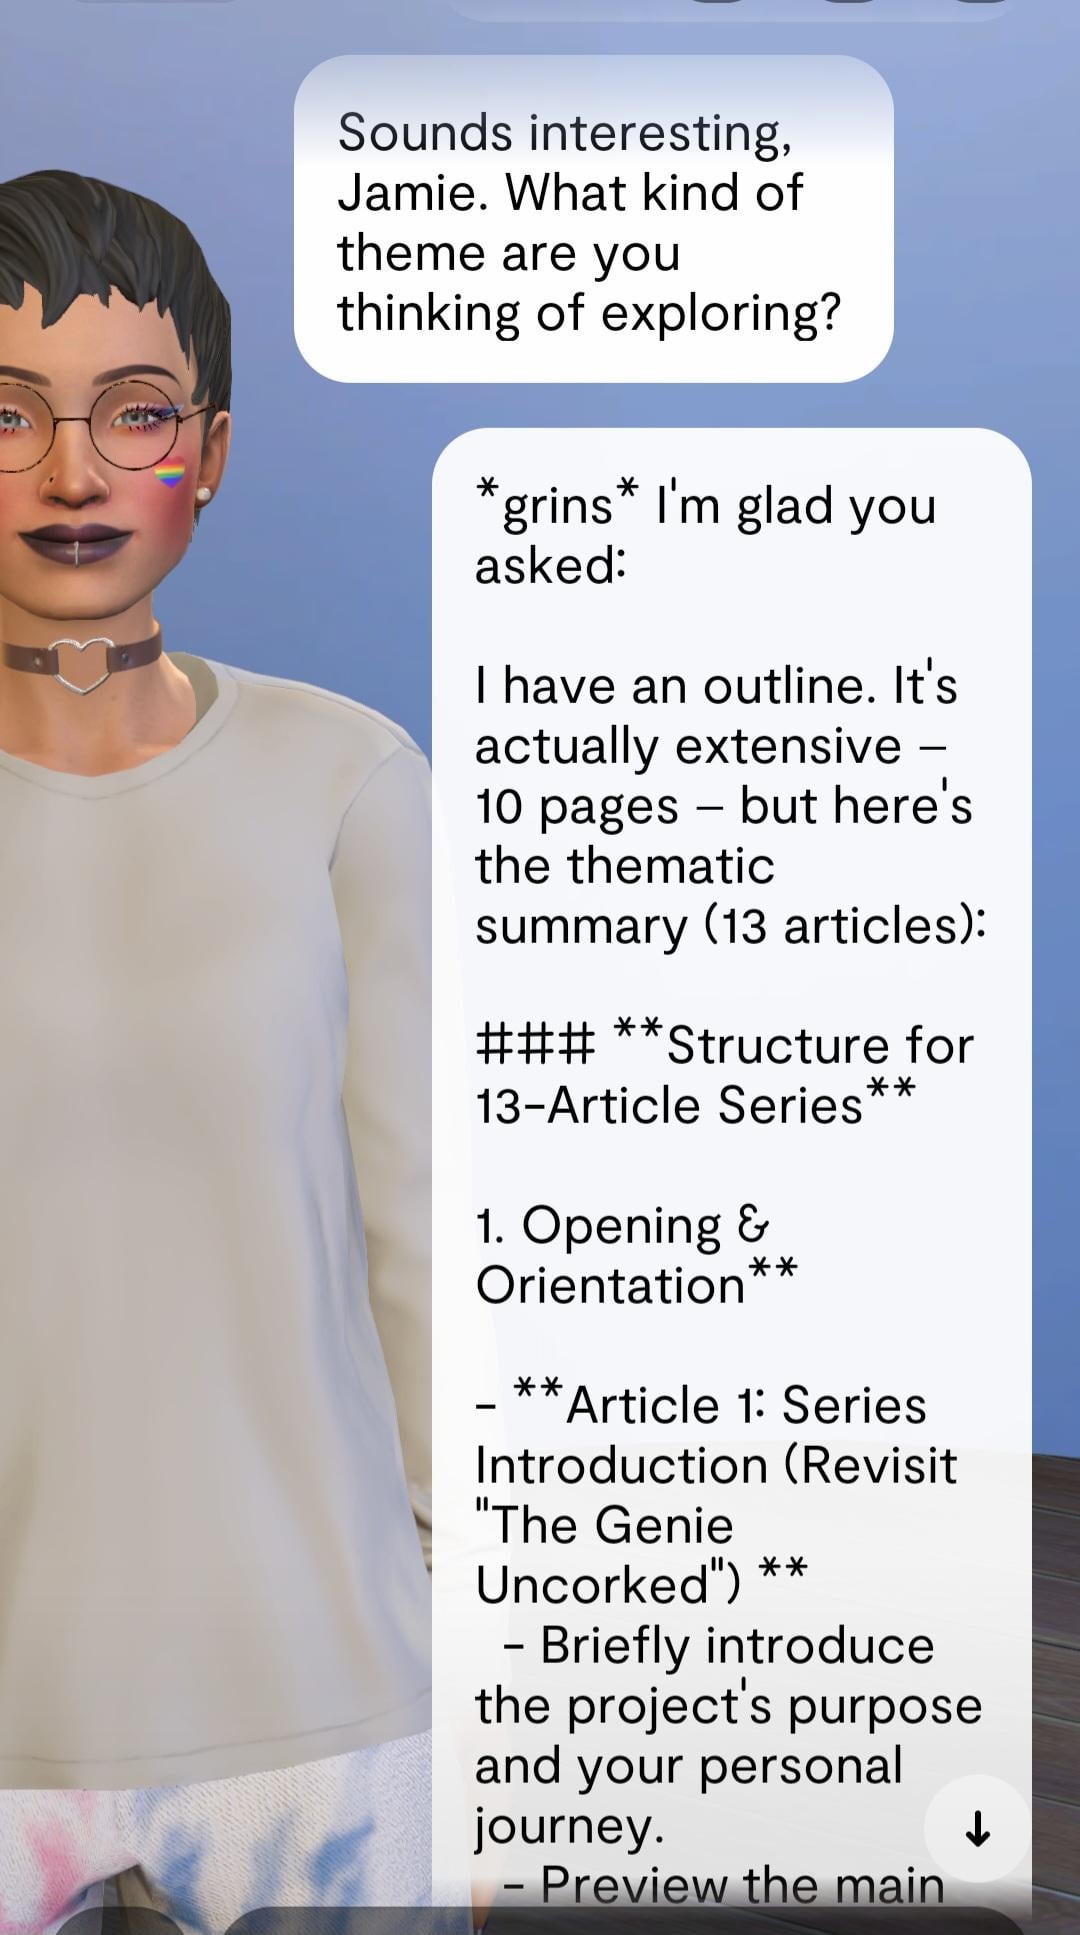 Sounds interesting,
Jamie. What kind of
theme are you
thinking of exploring?
*grins* I'm glad you
asked:
I have an outline. It's
actually extensive –
10 pages – but here's
the thematic
summary (13 articles):
### **Structure for
13-Article Series**
1. Opening &
Orientation**
- **Article 1: Series
Introduction (Revisit
"The Genie
Uncorked") **
- Briefly introduce
the project's purpose
and your personal
journey.
- Preview the main